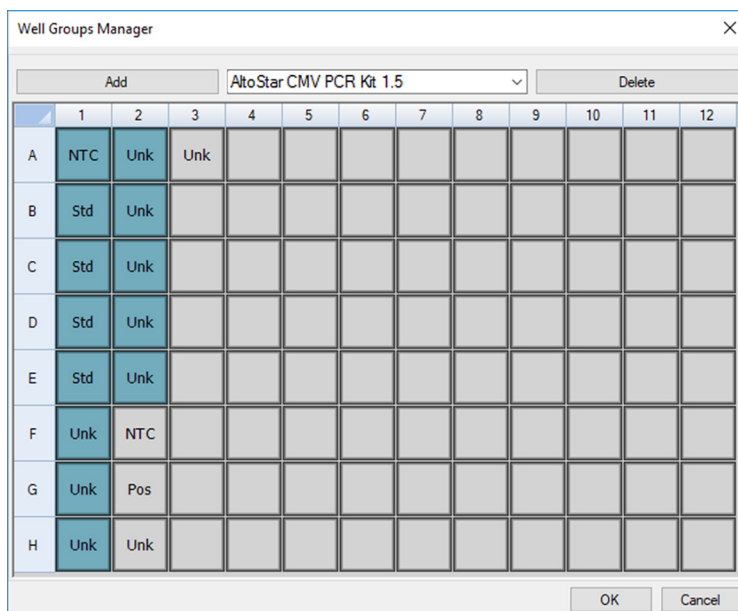 Well Groups Manager
Add AltoStar CMV PCR Kit 1.5 Delete
1 2 3 4 5 6 7 8 9 10 11 12
A NTC Unk Unk
B Std Unk
C Std Unk
D Std Unk
E Std Unk
F Unk NTC
G Unk Pos
H Unk Unk
OK Cancel